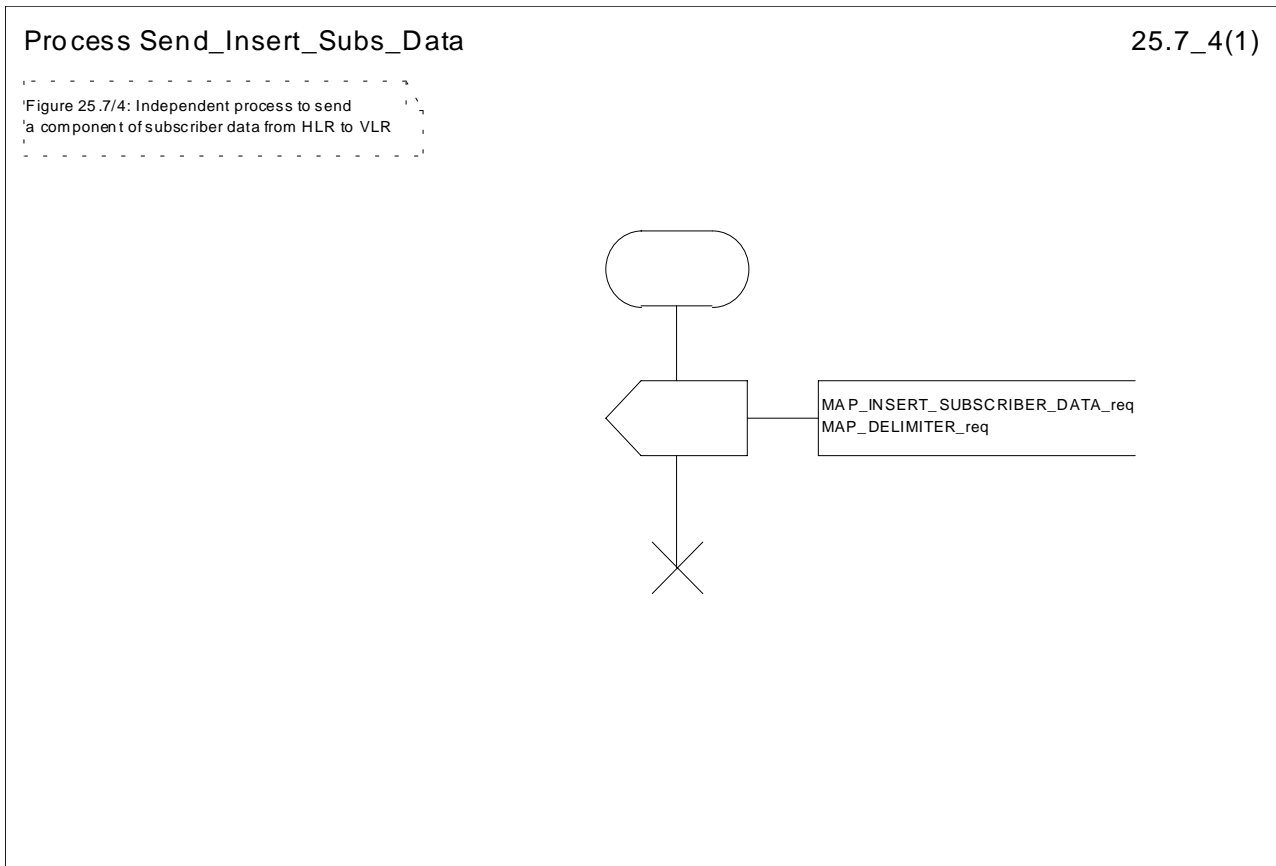 Process Send_Insert_Subs_Data
25.7_4(1)
Figure 25.7/4: Independent process to send
a component of subscriber data from HLR to VLR
MAP_INSERT_SUBSCRIBER_DATA_req
MAP_DELIMITER_req